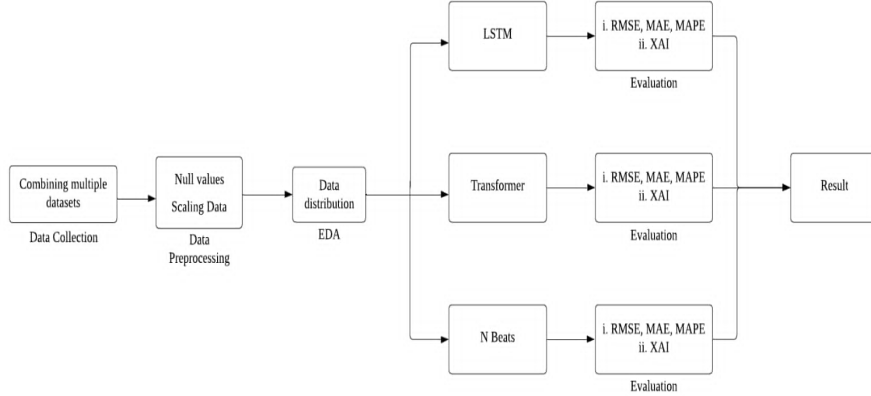 Combining multiple
datasets
Data Collection
Null values
Scaling Data
Data
Preprocessing
Data
distribution
EDA
LSTM
i. RMSE, MAE, MAPE
ii. XAI
Evaluation
Transformer
i. RMSE, MAE, MAPE
ii. XAI
Evaluation
N Beats
i. RMSE, MAE, MAPE
ii. XAI
Evaluation
Result